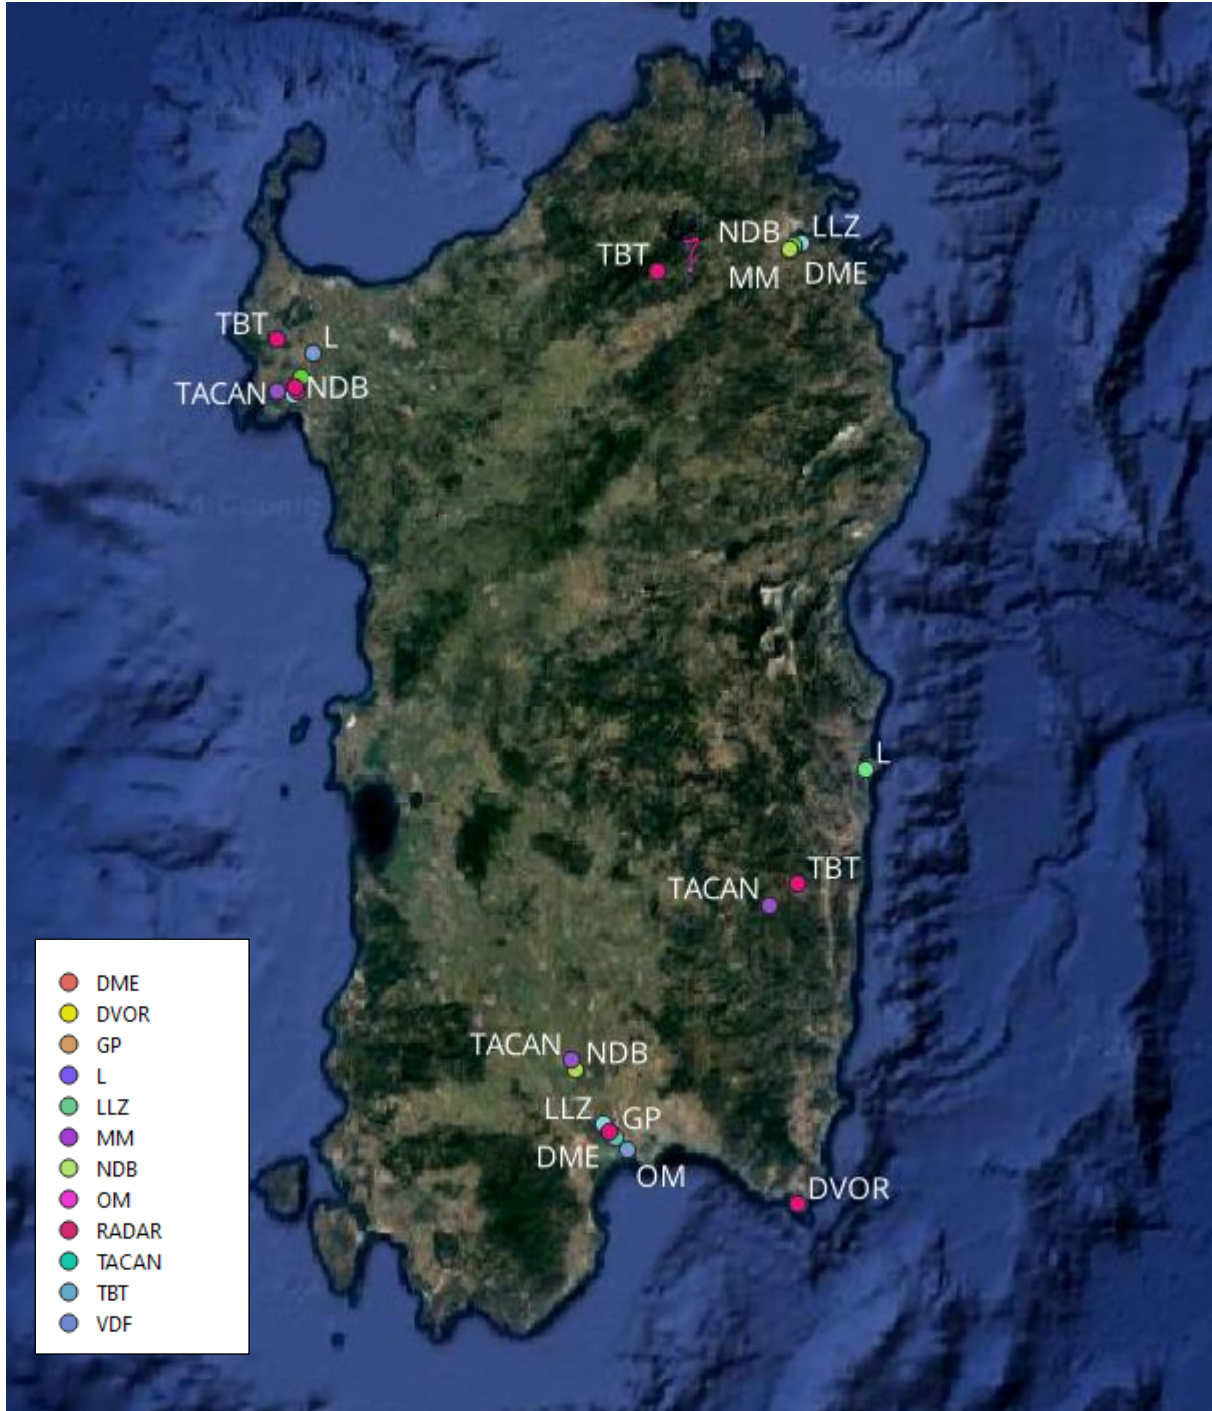 NDB
LLZ
TBT
MM
DME
TBT
L
TACAN
NDB
L
TBT
TACAN
TACAN
NDB
LLZ
GP
DME
OM
DVOR
DME
DVOR
GP
L
LLZ
MM
NDB
OM
RADAR
TACAN
TBT
VDF